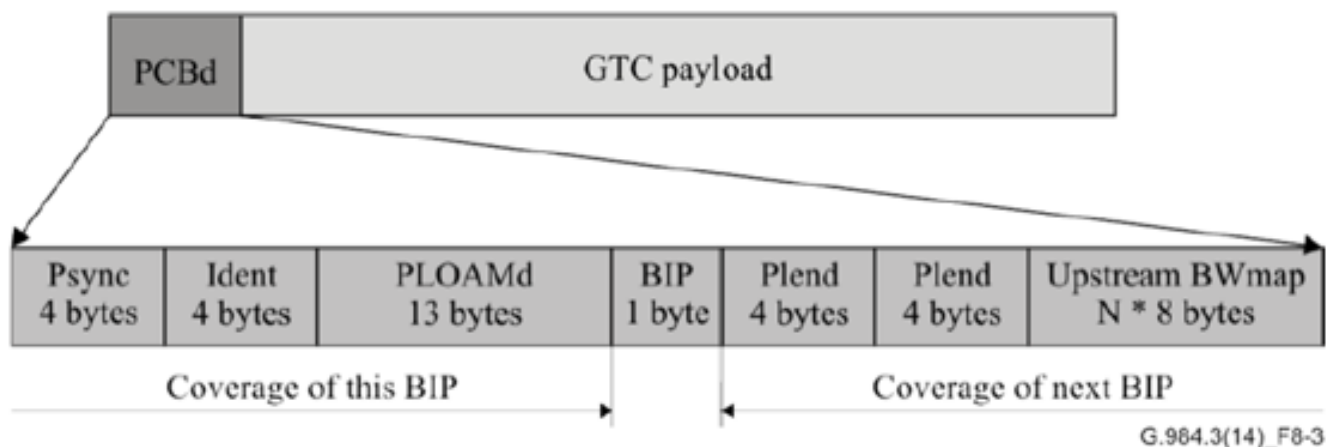 PCBd
GTC payload
Psync
4 bytes
Ident
4 bytes
PLOAMd
13 bytes
BIP
1 byte
Plend
4 bytes
Plend
4 bytes
Upstream BWmap
N * 8 bytes
Coverage of this BIP
Coverage of next BIP
G.984.3(14)_F8-3